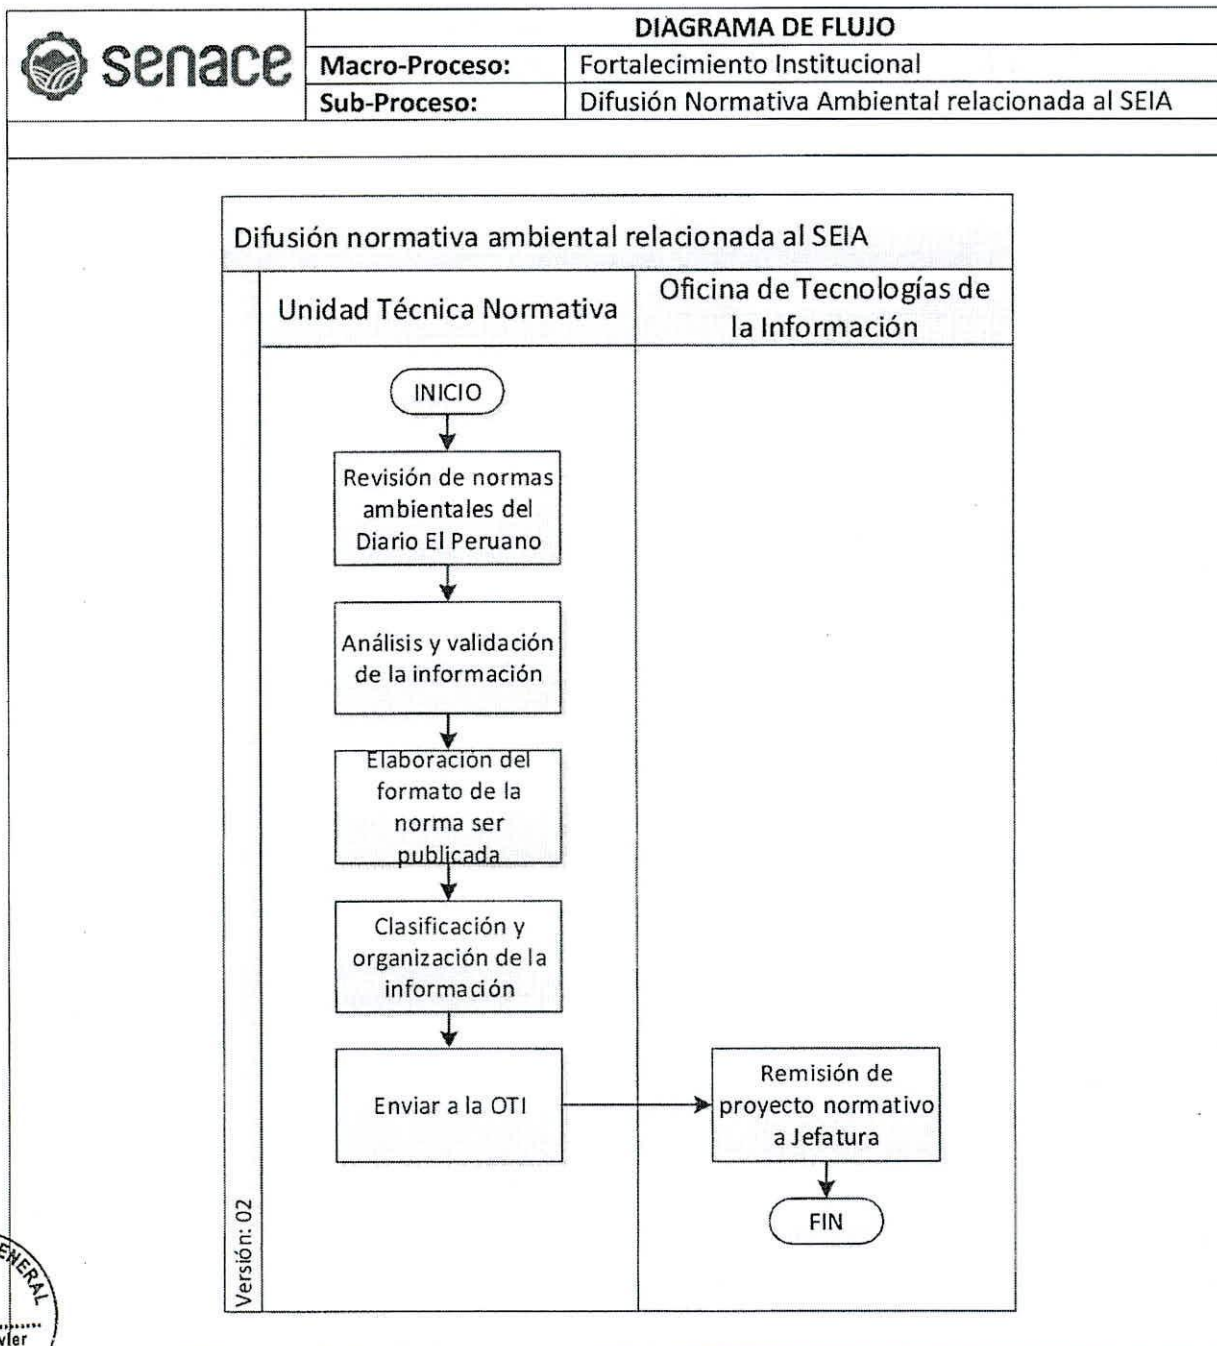 senace
DIAGRAMA DE FLUJO
Macro-Proceso: Fortalecimiento Institucional
Sub-Proceso: Difusión Normativa Ambiental relacionada al SEIA
Difusión normativa ambiental relacionada al SEIA
Unidad Técnica Normativa
Oficina de Tecnologías de
la Información
INICIO
Revisión de normas
ambientales del
Diario El Peruano
Análisis y validación
de la información
Elaboración del
formato de la
norma ser
publicada
Clasificación y
organización de la
información
Enviar a la OTI
Remisión de
proyecto normativo
a Jefatura
FIN
Versión: 02